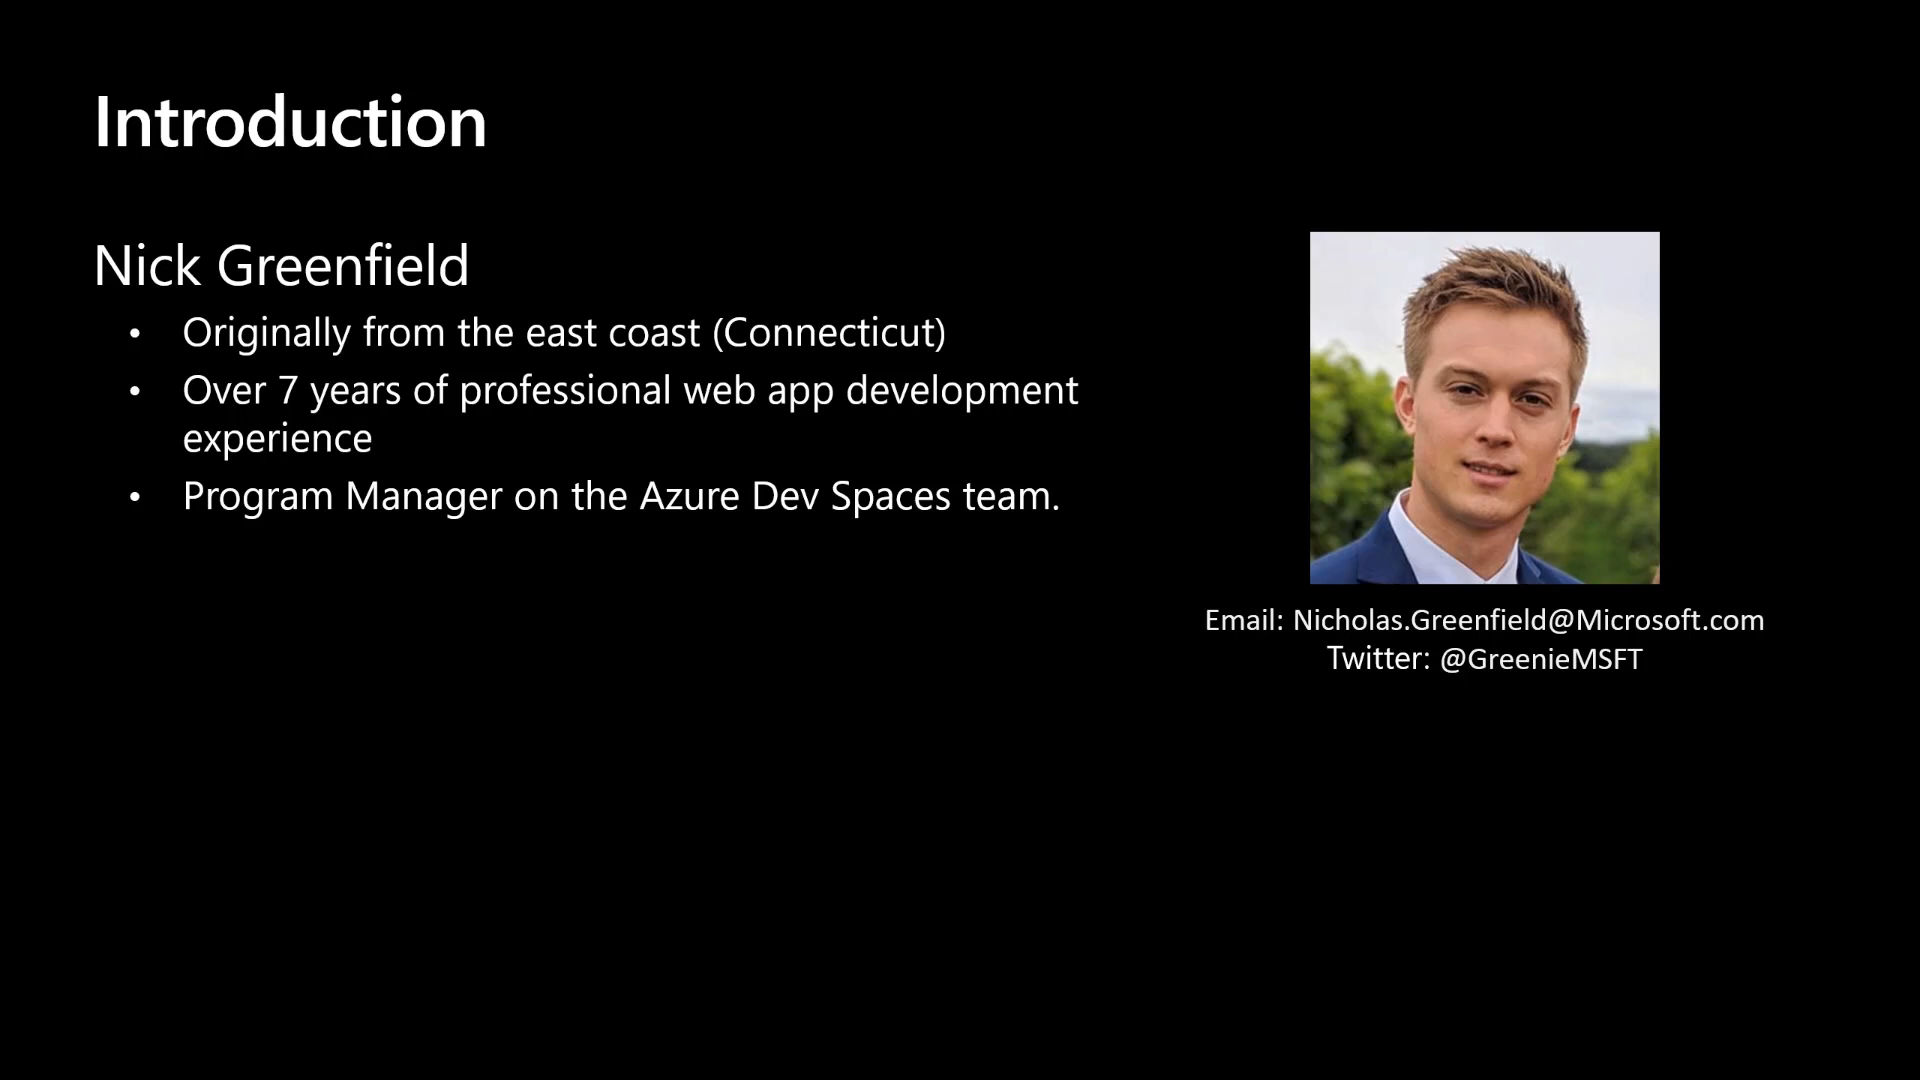 Introduction
Nick Greenfield
• Originally from the east coast (Connecticut)
• Over 7 years of professional web app development
experience
• Program Manager on the Azure Dev Spaces team.
Email: Nicholas.Greenfield@Microsoft.com
Twitter: @GreenieMSFT